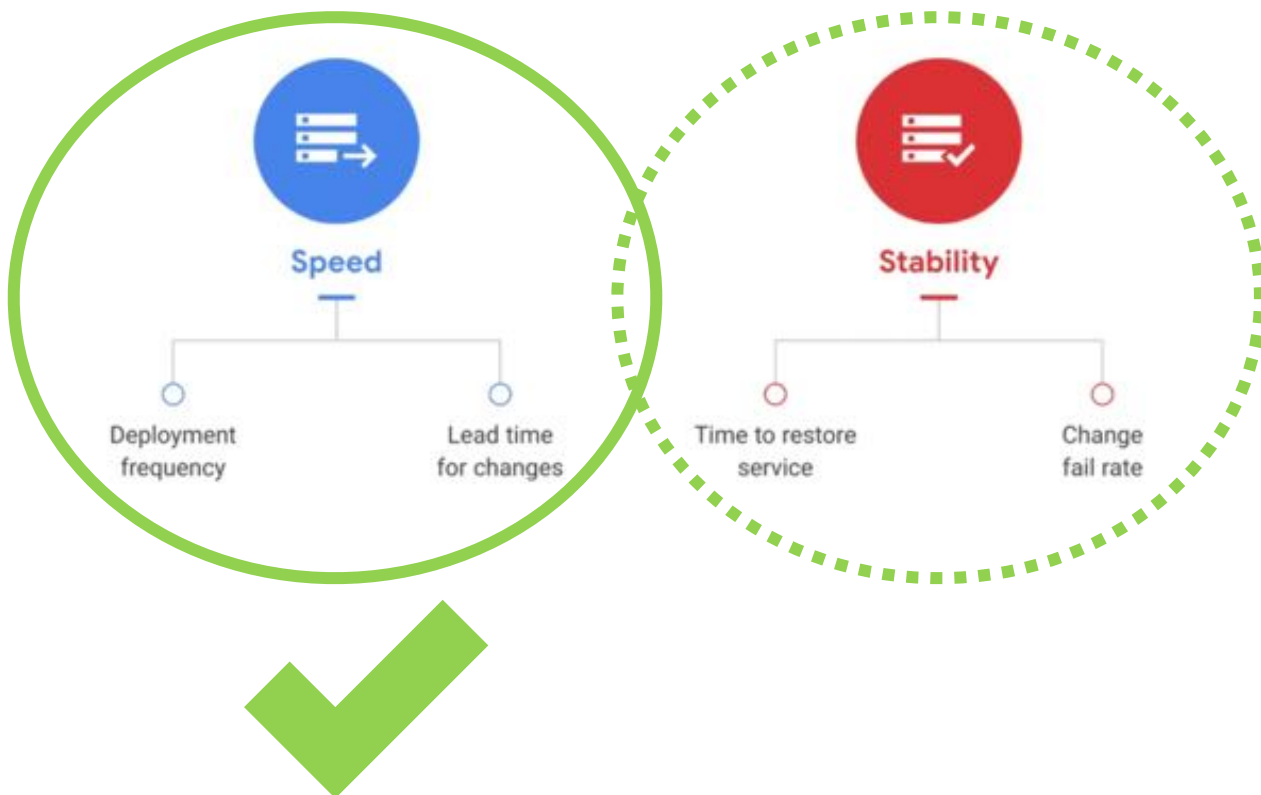 Speed
Deployment
frequency
Lead time
for changes
Stability
Time to restore
service
Change
fail rate